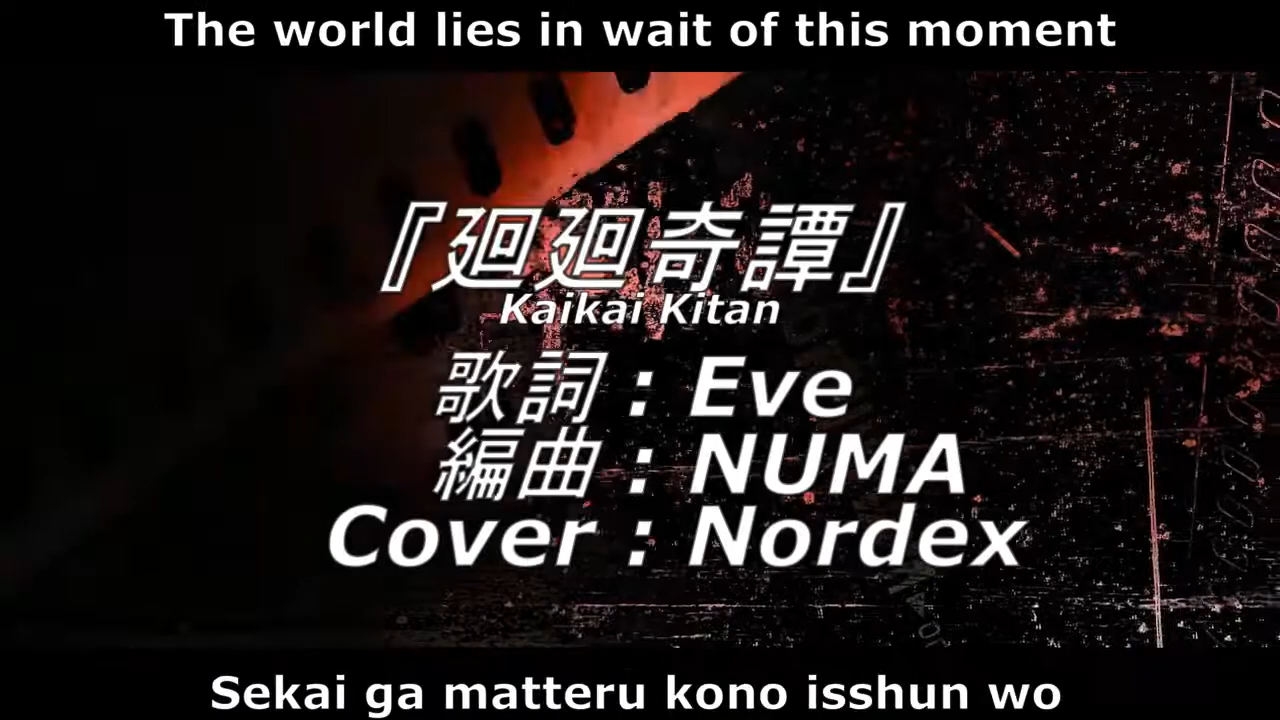 The world lies in wait of this moment
『廻廻奇譚』
Kaikai Kitan
歌詞 : Eve
編曲 : NUMA
Cover : Nordex
Sekai ga matteru kono isshun wo